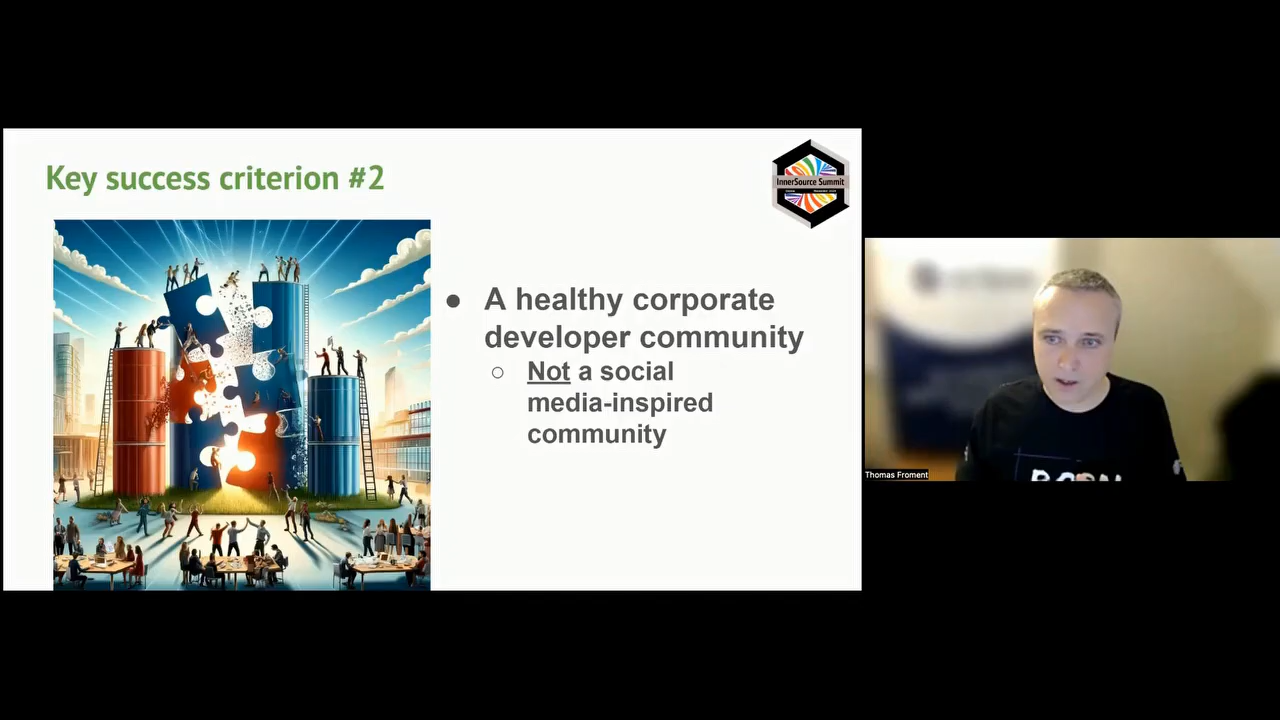 Key success criterion #2
InnerSource Summit
● A healthy corporate
developer community
○ Not a social
media-inspired
community
Thomas Froment